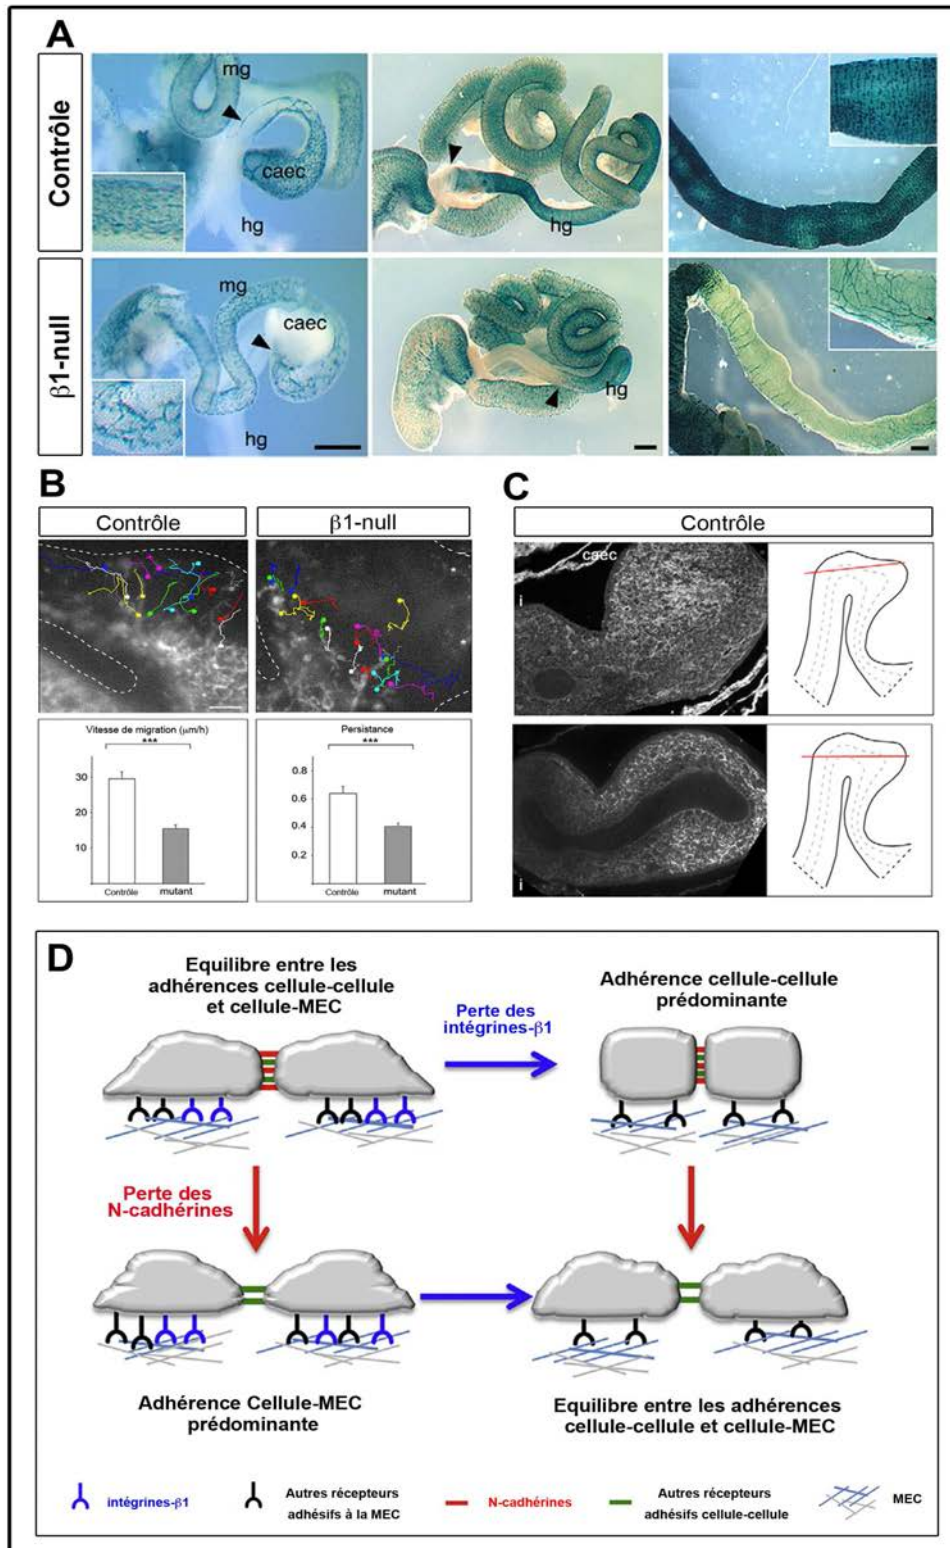 A
Contrôle
mg
caec
hg
hg
β1-null
mg
caec
hg
hg
B
Contrôle
β1-null
Vitesse de migration (µm/h)
***
30
20
10
Contrôle
mutant
Persistance
***
0.8
0.6
0.4
0.2
Contrôle
mutant
C
Contrôle
caec
i
i
D
Equilibre entre les
adhérences cellule-cellule
et cellule-MEC
Perte des
intégrines-β1
Adhérence cellule-cellule
prédominante
Perte des
N-cadhérines
Adhérence Cellule-MEC
prédominante
Equilibre entre les adhérences
cellule-cellule et cellule-MEC
intégrines-β1
Autres récepteurs
adhésifs à la MEC
N-cadhérines
Autres récepteurs
adhésifs cellule-cellule
MEC